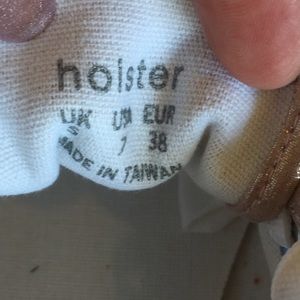 holster
UK USA EUR
5 7 38
MADE IN TAIWAN